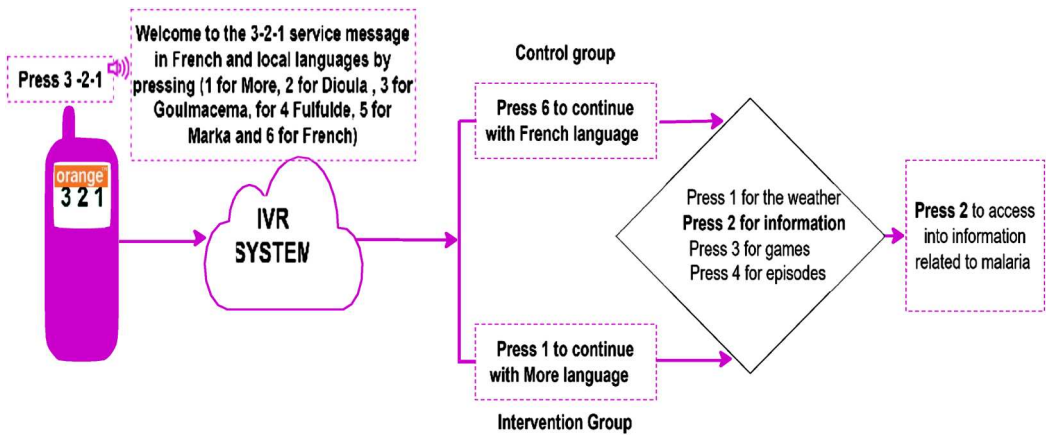 Press 3 -2-1
Welcome to the 3-2-1 service message
in French and local languages by
pressing (1 for More, 2 for Dioula , 3 for
Goulmacema, for 4 Fulfulde, 5 for
Marka and 6 for French)
orange™
3 2 1
IVR
SYSTEM
Control group
Press 6 to continue
with French language
Press 1 for the weather
Press 2 for information
Press 3 for games
Press 4 for episodes
Press 2 to access
into information
related to malaria
Press 1 to continue
with More language
Intervention Group